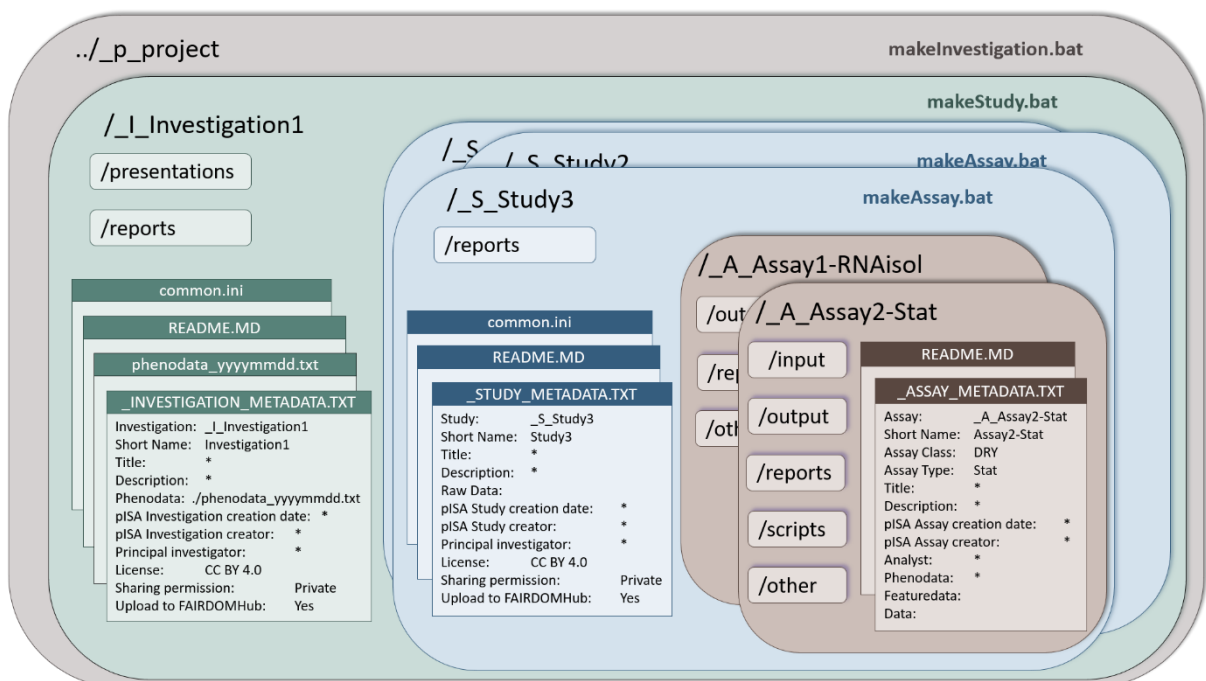 ../_p_project
makeInvestigation.bat
makeStudy.bat
/_I_Investigation1
/presentations
/reports
common.ini
README.MD
phenodata_yyyymmdd.txt
_INVESTIGATION_METADATA.TXT
Investigation: _I_Investigation1
Short Name: Investigation1
Title: *
Description: *
Phenodata: ./phenodata_yyyymmdd.txt
pISA Investigation creation date: *
pISA Investigation creator: *
Principal investigator: *
License: CC BY 4.0
Sharing permission: Private
Upload to FAIRDOMHub: Yes
/_S
/_S_Study2
makeAssay.bat
/_S_Study3
makeAssay.bat
/reports
common.ini
README.MD
_STUDY_METADATA.TXT
Study: _S_Study3
Short Name: Study3
Title: *
Description: *
Raw Data:
pISA Study creation date: *
pISA Study creator: *
Principal investigator: *
License: CC BY 4.0
Sharing permission: Private
Upload to FAIRDOMHub: Yes
/_A_Assay1-RNAisol
/out
/rep
/oth
/_A_Assay2-Stat
/input
/output
/reports
/scripts
/other
README.MD
_ASSAY_METADATA.TXT
Assay: _A_Assay2-Stat
Short Name: Assay2-Stat
Assay Class: DRY
Assay Type: Stat
Title: *
Description: *
pISA Assay creation date: *
pISA Assay creator: *
Analyst: *
Phenodata: *
Featuredata:
Data: